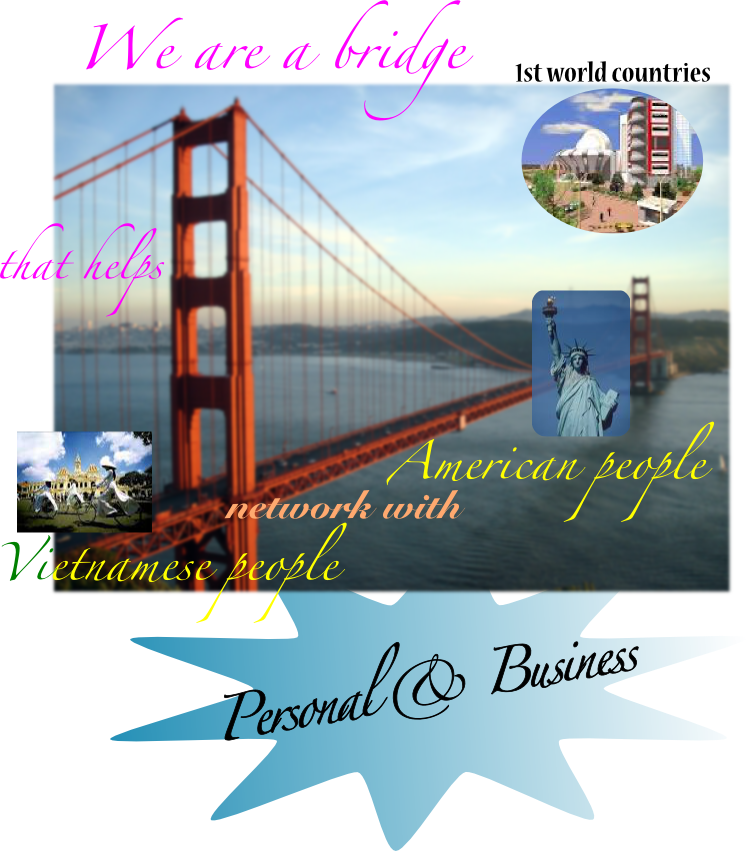 We are a bridge
1st world countries
that helps
American people
network with
Vietnamese people
Personal & Business